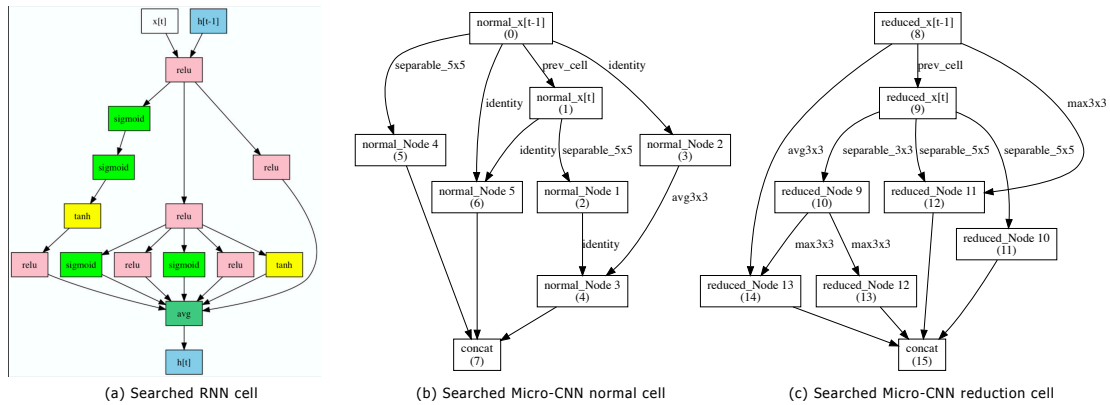 x[t]
h[t-1]
relu
sigmoid
sigmoid
relu
tanh
relu
relu
sigmoid
relu
sigmoid
relu
tanh
avg
h[t]
(a) Searched RNN cell
normal_x[t-1]
(0)
separable_5x5
prev_cell
identity
identity
normal_x[t]
(1)
normal_Node 4
(5)
identity
separable_5x5
normal_Node 2
(3)
normal_Node 5
(6)
normal_Node 1
(2)
avg3x3
identity
normal_Node 3
(4)
concat
(7)
(b) Searched Micro-CNN normal cell
reduced_x[t-1]
(8)
prev_cell
max3x3
reduced_x[t]
(9)
avg3x3
separable_3x3
separable_5x5
separable_5x5
reduced_Node 9
(10)
reduced_Node 11
(12)
reduced_Node 10
(11)
max3x3
max3x3
reduced_Node 13
(14)
reduced_Node 12
(13)
concat
(15)
(c) Searched Micro-CNN reduction cell